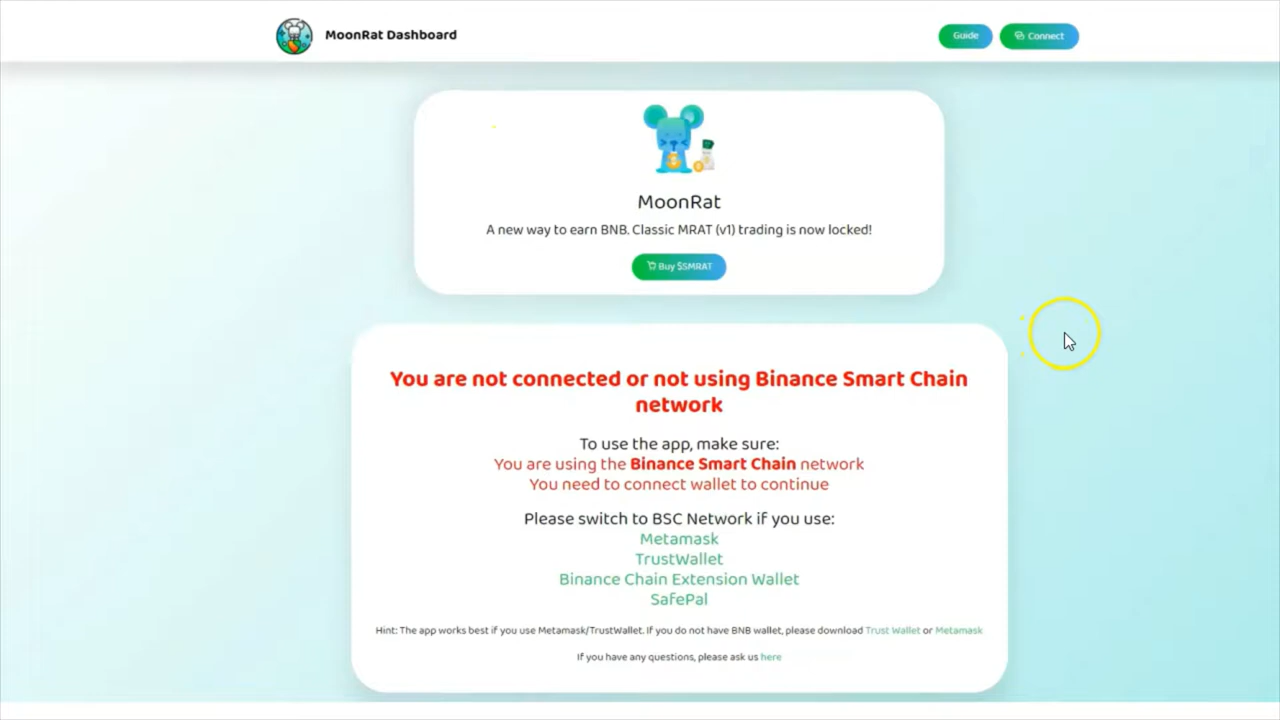 MoonRat Dashboard
Guide
Connect
MoonRat
A new way to earn BNB. Classic MRAT (v1) trading is now locked!
Buy $SMRAT
You are not connected or not using Binance Smart Chain
network
To use the app, make sure:
You are using the Binance Smart Chain network
You need to connect wallet to continue
Please switch to BSC Network if you use:
Metamask
TrustWallet
Binance Chain Extension Wallet
SafePal
Hint: The app works best if you use Metamask/TrustWallet. If you do not have BNB wallet, please download Trust Wallet or Metamask
If you have any questions, please ask us here